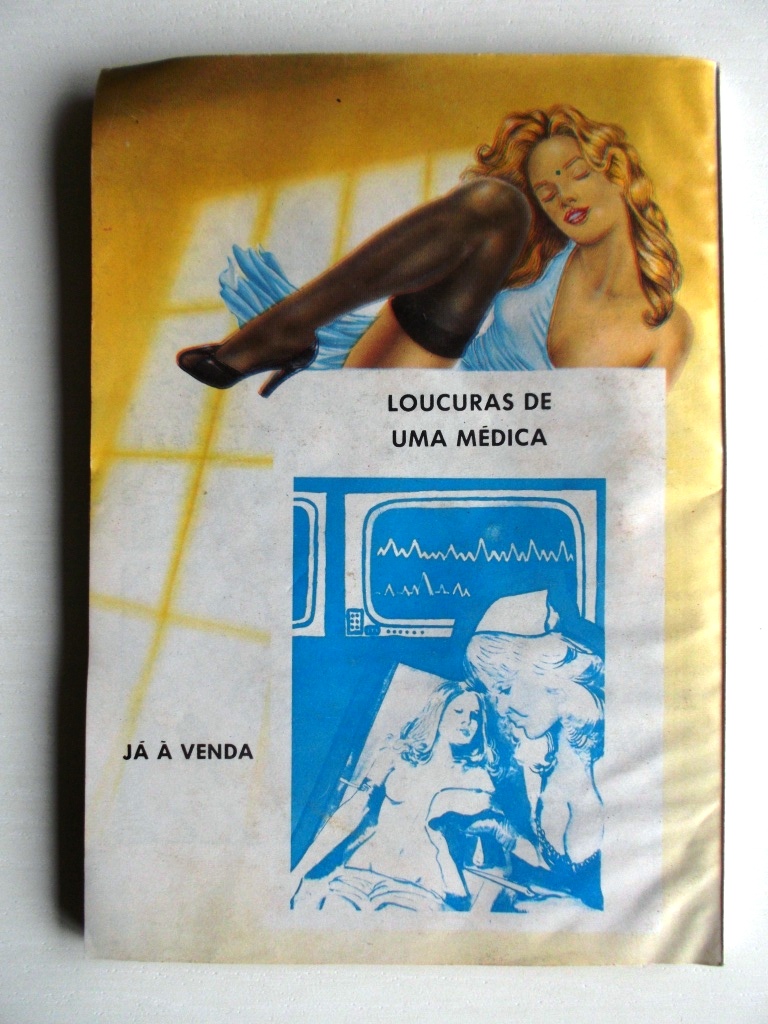 LOUCURAS DE
UMA MÉDICA
JÁ À VENDA